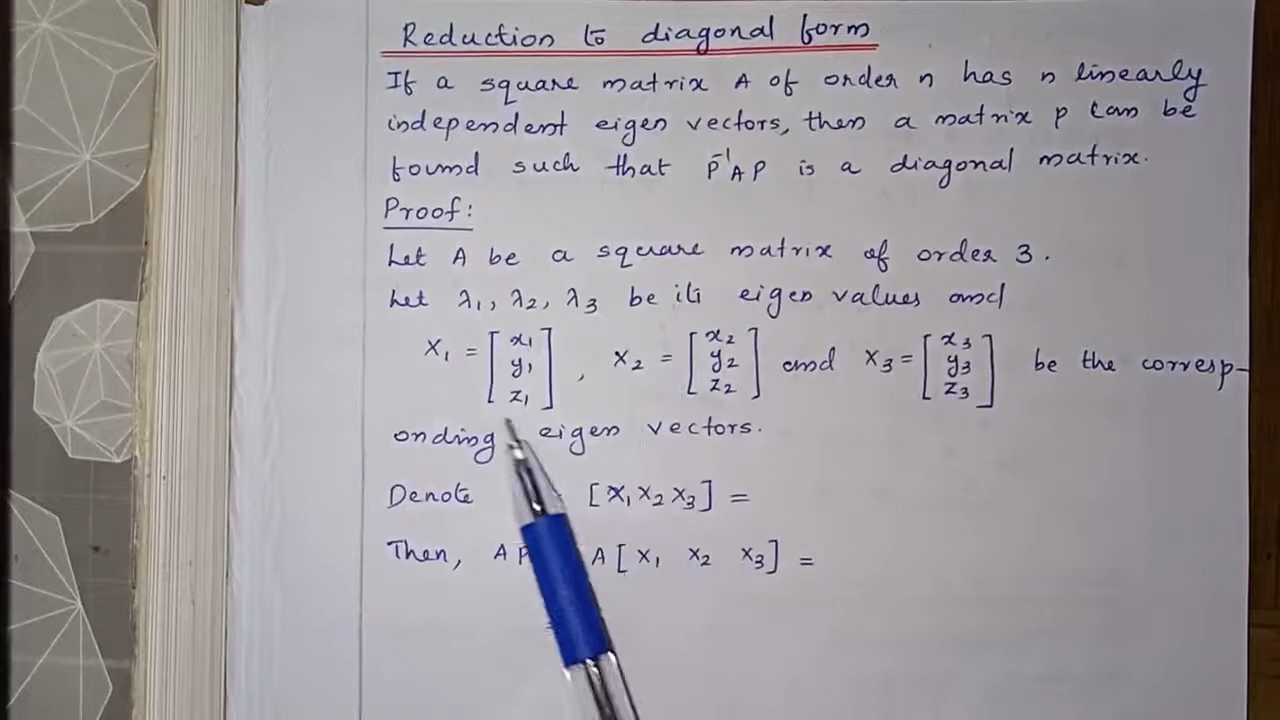 Reduction to diagonal form
If a square matrix A of order n has n linearly
independent eigen vectors, then a matrix P can be
found such that P⁻¹AP is a diagonal matrix.
Proof:
Let A be a square matrix of order 3.
Let λ₁, λ₂, λ₃ be its eigen values and
X₁ = [x₁ y₁ z₁], X₂ = [x₂ y₂ z₂] and X₃ = [x₃ y₃ z₃] be the corresp-
onding eigen vectors.
Denote [X₁ X₂ X₃] =
Then, AP A[X₁ X₂ X₃] =